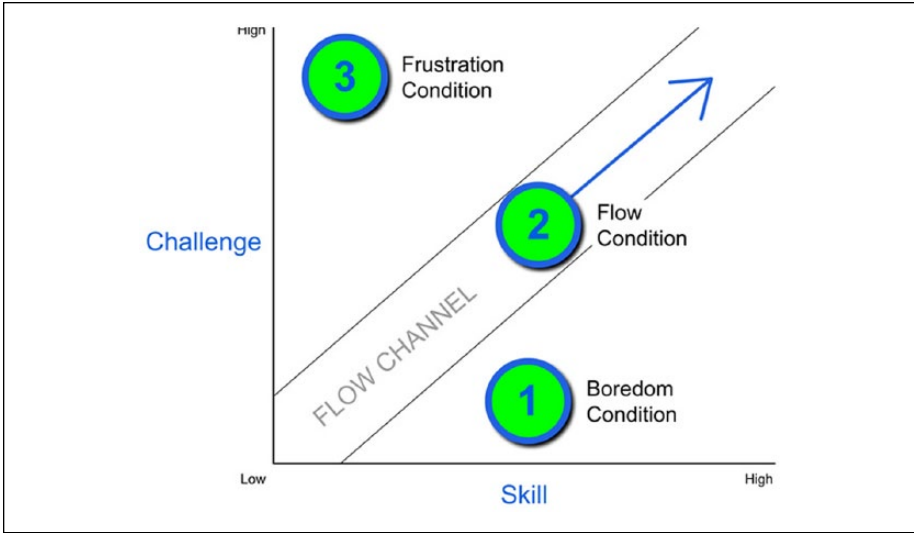 High
3
Frustration
Condition
2
Flow
Condition
Challenge
FLOW CHANNEL
1
Boredom
Condition
Low
High
Skill